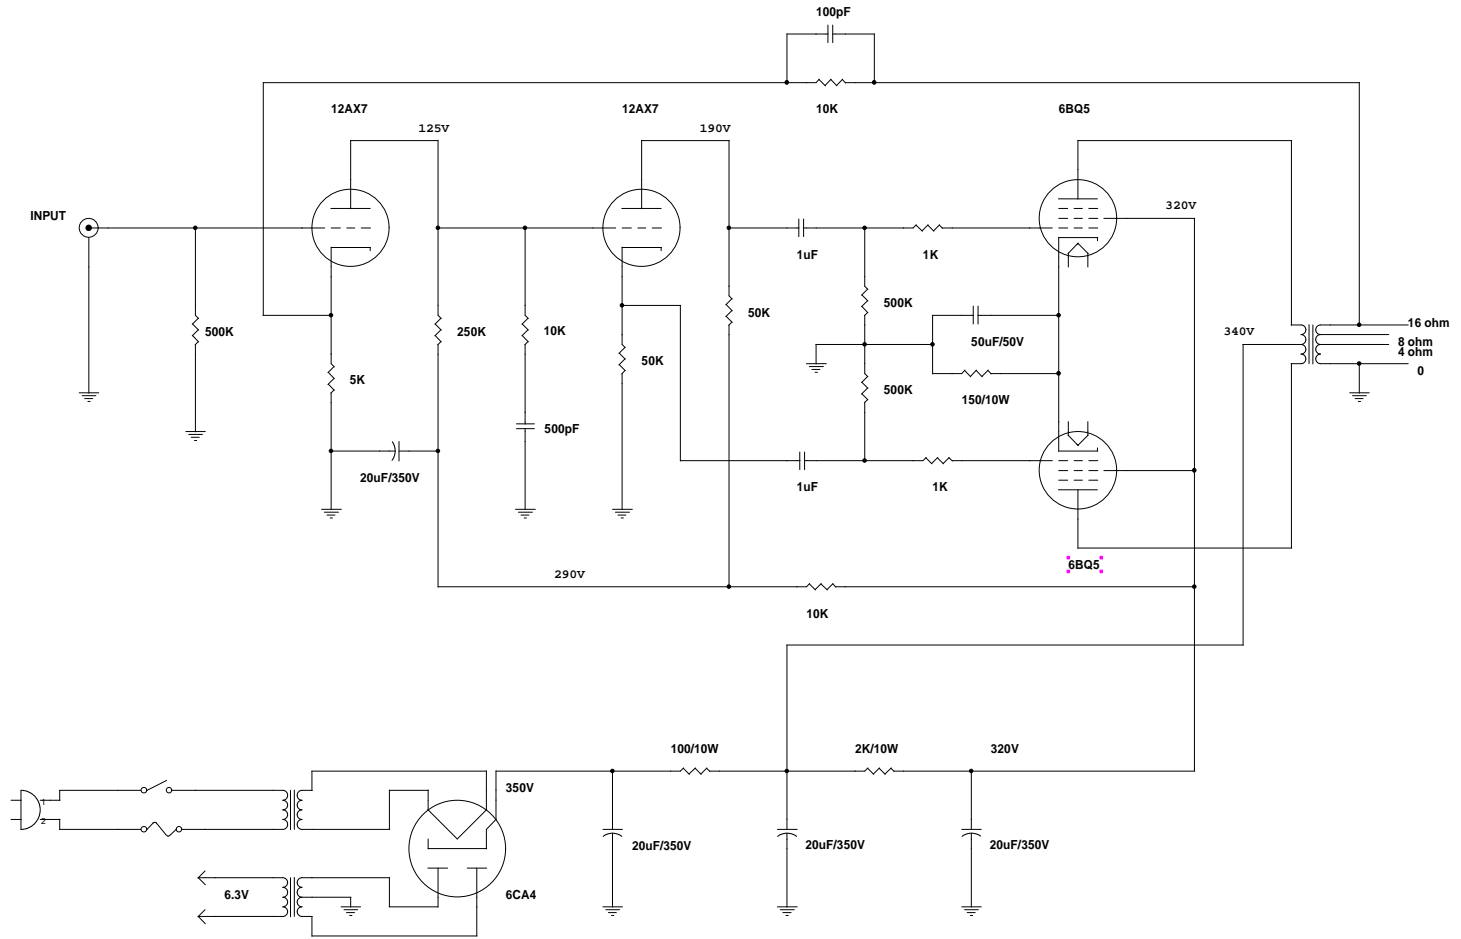 100pF
10K
12AX7
12AX7
6BQ5
125V
190V
INPUT
320V
1uF
1K
500K
500K
10K
250K
50K
50K
5K
50uF/50V
340V
16 ohm
8 ohm
4 ohm
0
500K
150/10W
500pF
20uF/350V
1uF
1K
6BQ5
290V
10K
100/10W
2K/10W
320V
350V
1
2
20uF/350V
20uF/350V
20uF/350V
6.3V
6CA4